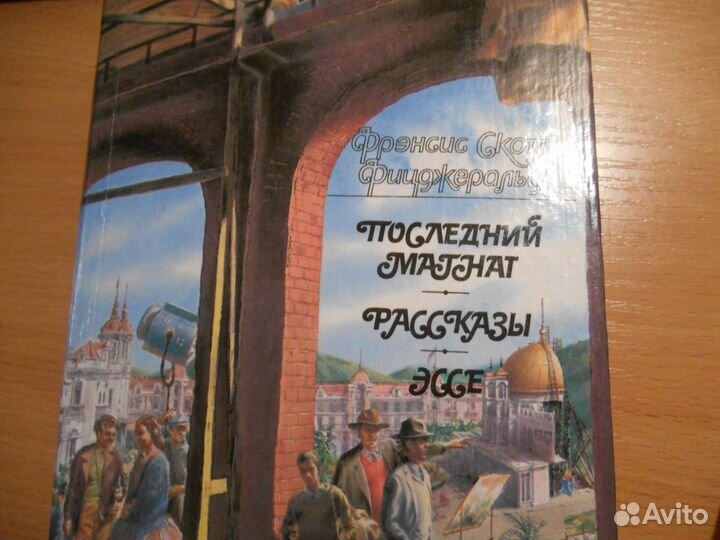 Фрэнсис Скотт
Фицджеральд
ПОСЛЕДНИЙ
МАГНАТ
РАССКАЗЫ
ЭССЕ
Avito